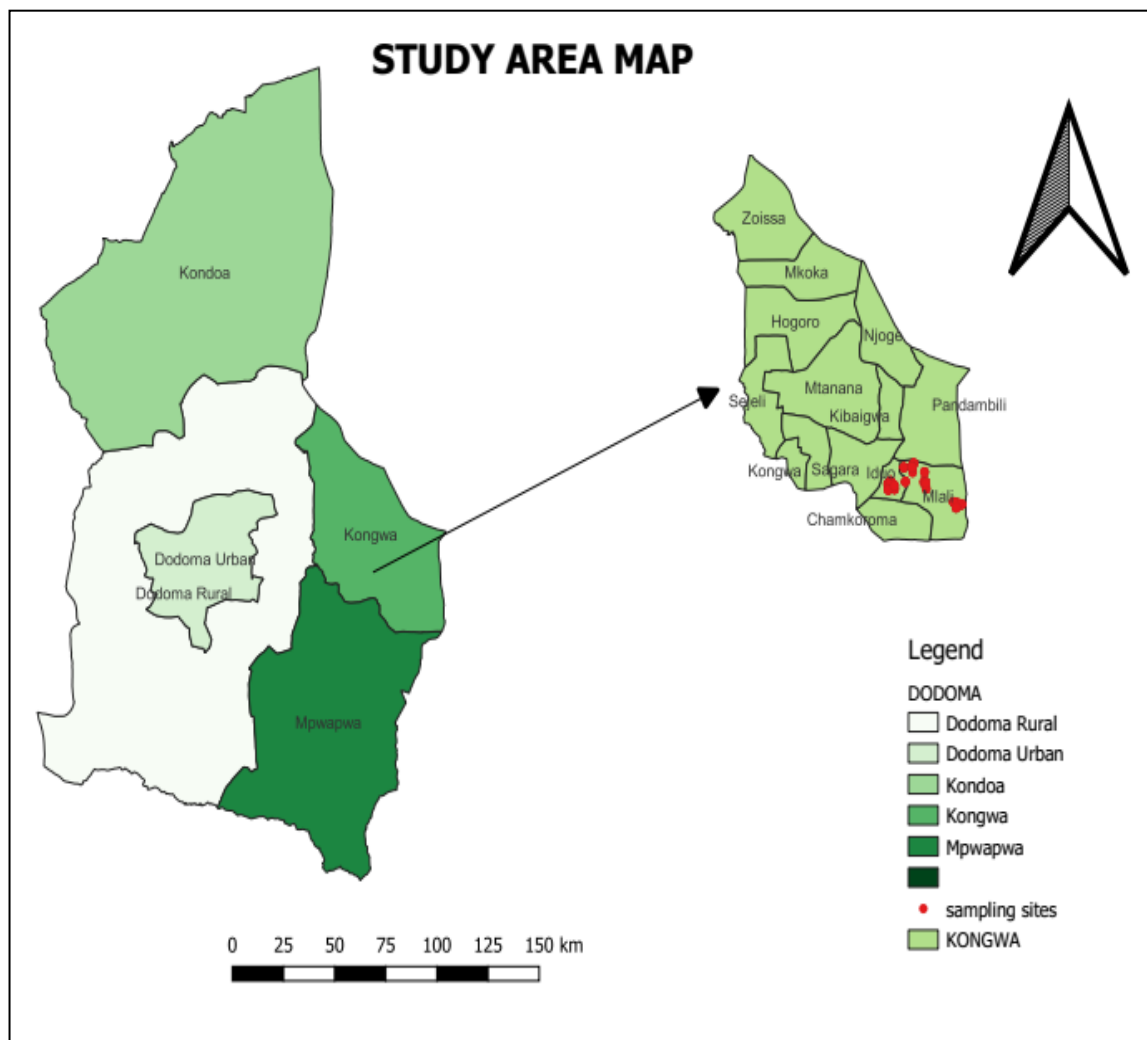 STUDY AREA MAP
Kondoa
Dodoma Urban
Dodoma Rural
Kongwa
Mpwapwa
Zoissa
Mkoka
Hogoro
Njoge
Mtanana
Sejeli
Kibaigwa
Pandambili
Kongwa
Sagara
Iduo
Mlali
Chamkoroma
Legend
DODOMA
Dodoma Rural
Dodoma Urban
Kondoa
Kongwa
Mpwapwa
sampling sites
KONGWA
0 25 50 75 100 125 150 km